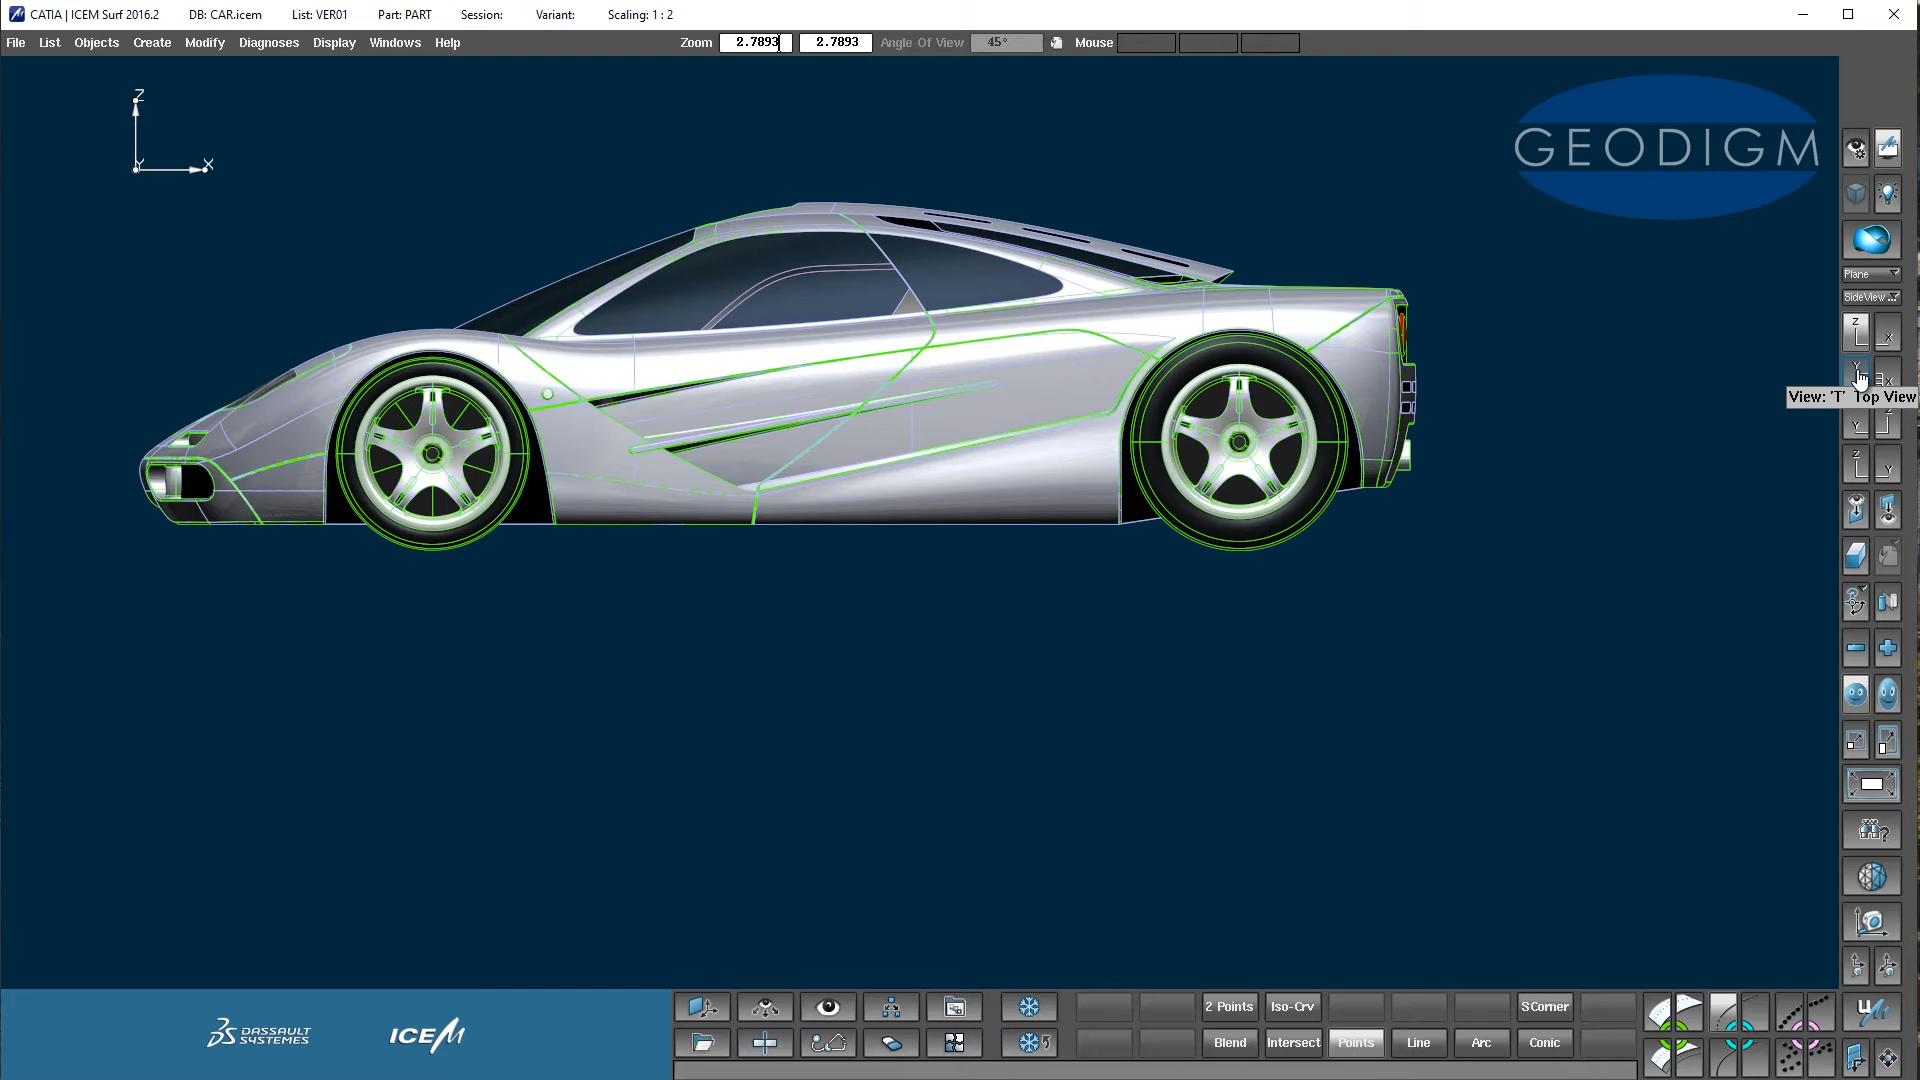 CATIA | ICEM Surf 2016.2 DB: CAR.icem List: VER01 Part: PART Session: Variant: Scaling: 1 : 2
File List Objects Create Modify Diagnoses Display Windows Help Zoom 2.7893 2.7893 Angle Of View 45° Mouse
Z
Y X
GEODIGM
Plane
SideView ...
Z
X
Y
X
View: 'T' Top View
Y
Z
Z
Y
2 Points Iso-Crv SCorner
Blend Intersect Points Line Arc Conic
DASSAULT
SYSTEMES
ICEM